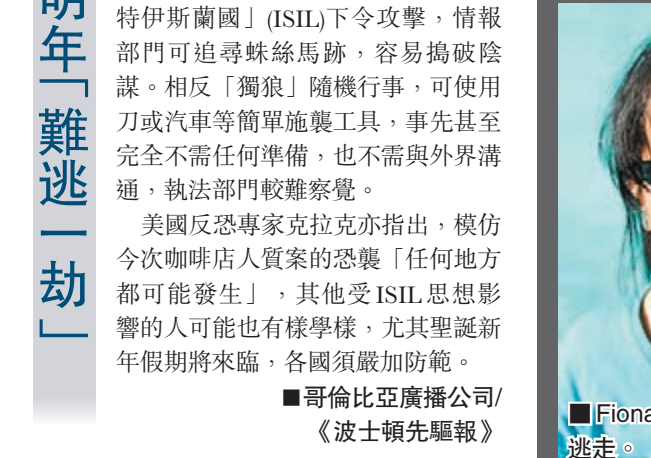 明年「難逃一劫」
特伊斯蘭國」(ISIL)下令攻擊，情報
部門可追尋蛛絲馬跡，容易搗破陰
謀。相反「獨狼」隨機行事，可使用
刀或汽車等簡單施襲工具，事先甚至
完全不需任何準備，也不需與外界溝
通，執法部門較難察覺。
美國反恐專家克拉克亦指出，模仿
今次咖啡店人質案的恐襲「任何地方
都可能發生」，其他受ISIL思想影
響的人可能也有樣學樣，尤其聖誕新
年假期將來臨，各國須嚴加防範。
■哥倫比亞廣播公司/
《波士頓先驅報》
■Fiona
逃走。